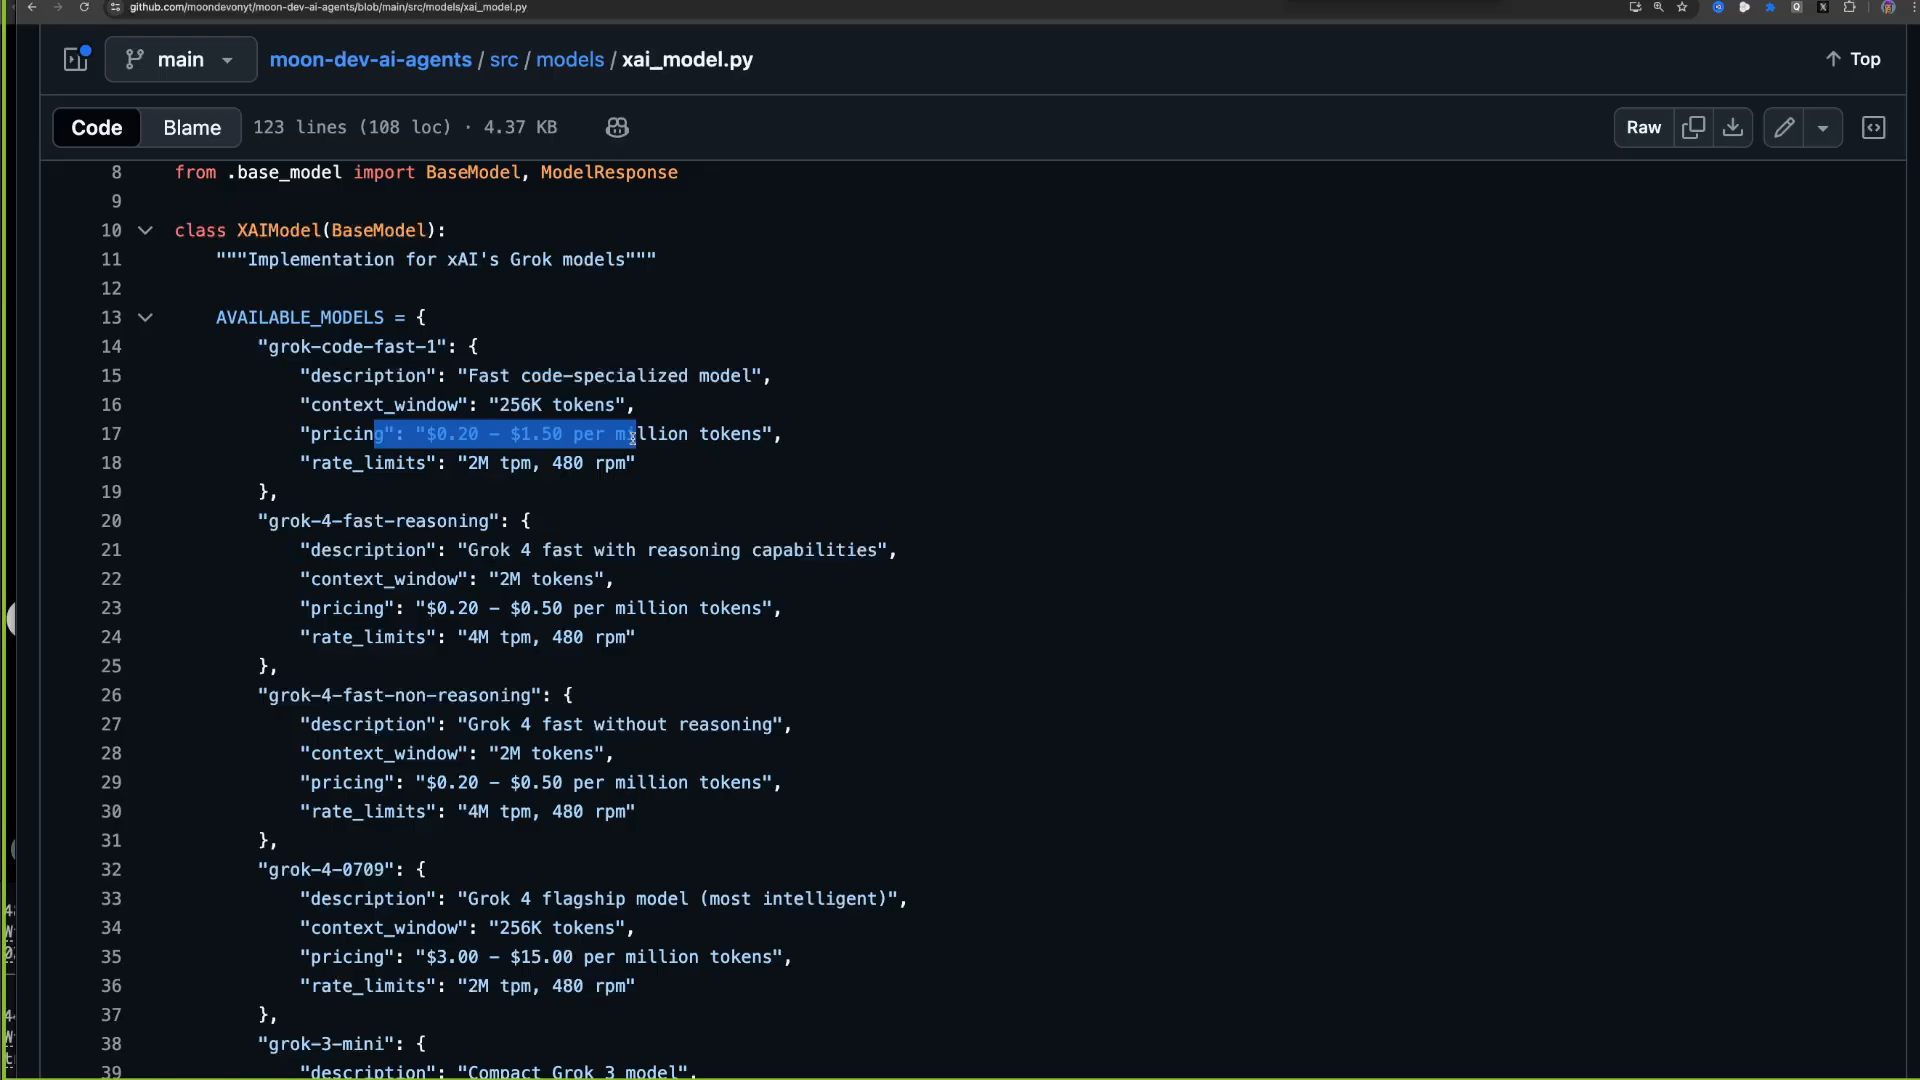 github.com/moondevonyt/moon-dev-ai-agents/blob/main/src/models/xai_model.py
main
moon-dev-ai-agents / src / models / xai_model.py
Top
Code Blame 123 lines (108 loc) · 4.37 KB
Raw
8 from .base_model import BaseModel, ModelResponse
9
10 class XAIModel(BaseModel):
11 """Implementation for xAI's Grok models"""
12
13 AVAILABLE_MODELS = {
14 "grok-code-fast-1": {
15 "description": "Fast code-specialized model",
16 "context_window": "256K tokens",
17 "pricing": "$0.20 - $1.50 per million tokens",
18 "rate_limits": "2M tpm, 480 rpm"
19 },
20 "grok-4-fast-reasoning": {
21 "description": "Grok 4 fast with reasoning capabilities",
22 "context_window": "2M tokens",
23 "pricing": "$0.20 - $0.50 per million tokens",
24 "rate_limits": "4M tpm, 480 rpm"
25 },
26 "grok-4-fast-non-reasoning": {
27 "description": "Grok 4 fast without reasoning",
28 "context_window": "2M tokens",
29 "pricing": "$0.20 - $0.50 per million tokens",
30 "rate_limits": "4M tpm, 480 rpm"
31 },
32 "grok-4-0709": {
33 "description": "Grok 4 flagship model (most intelligent)",
34 "context_window": "256K tokens",
35 "pricing": "$3.00 - $15.00 per million tokens",
36 "rate_limits": "2M tpm, 480 rpm"
37 },
38 "grok-3-mini": {
39 "description": "Compact Grok 3 model",